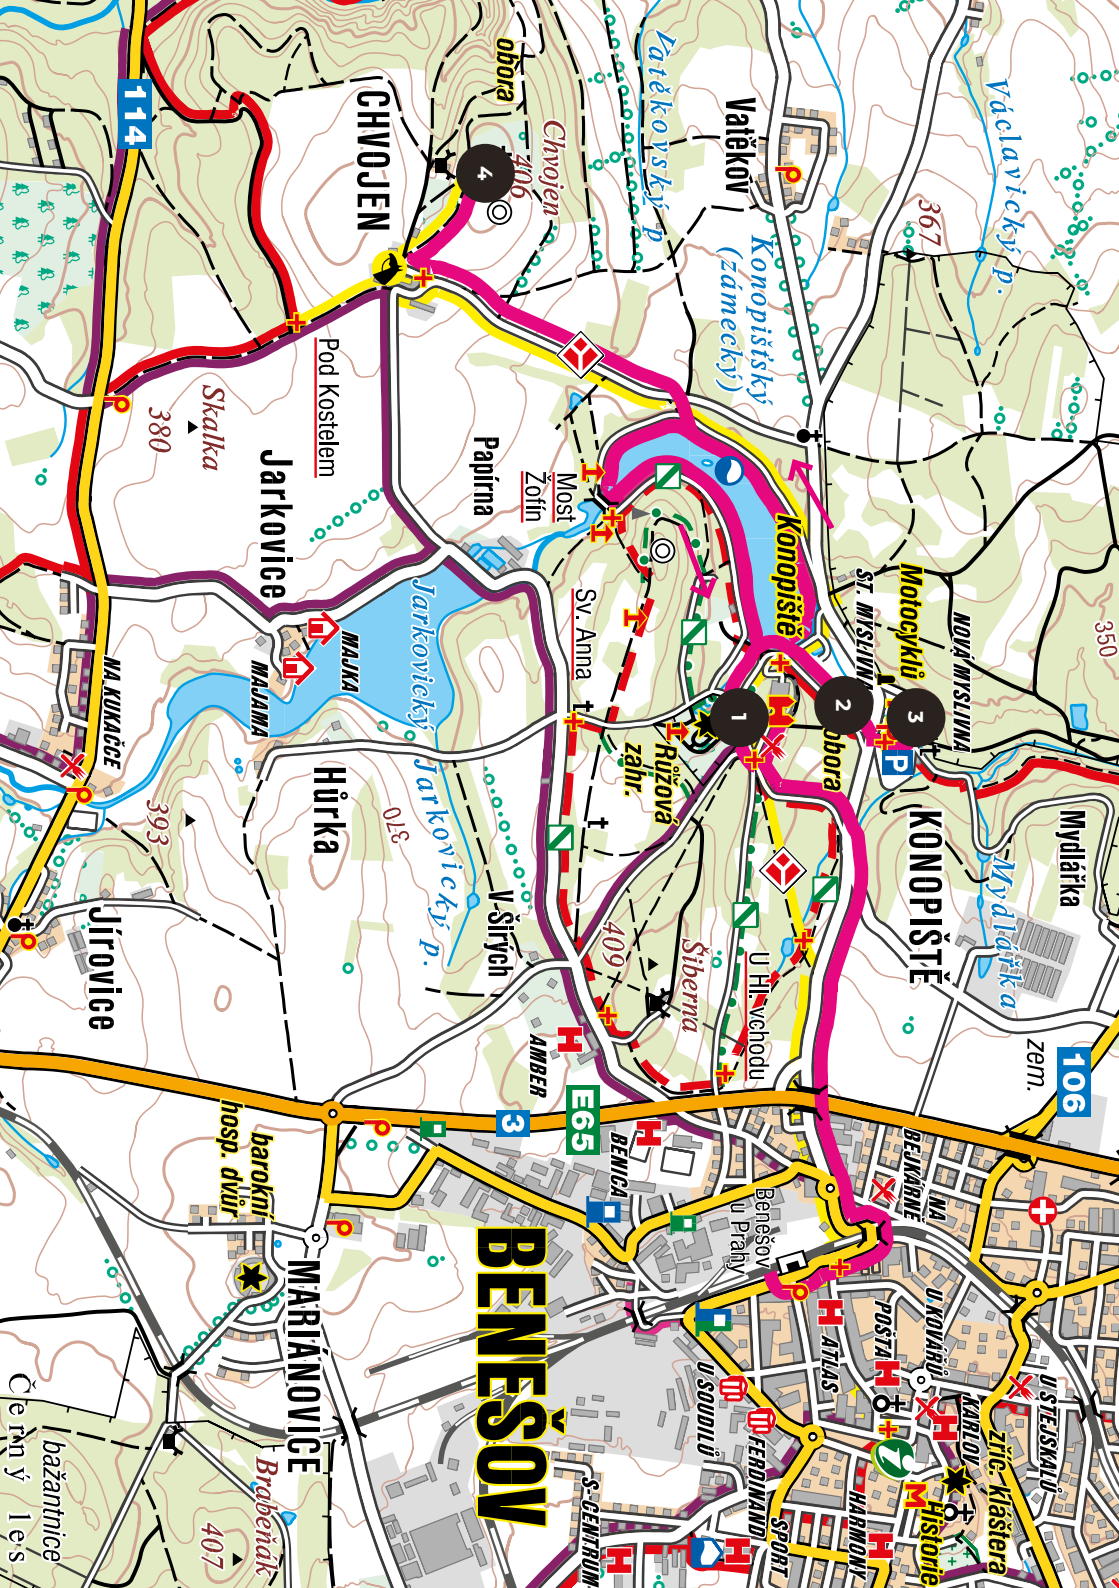 Václavický p.
367
350
Vatěkov
Vatěkovský p.
Konopišťský
(zámecký)
obora
Chvojen
406
4
CHVOJEN
114
Pod Kostelem
Skalka
380
Jarkovice
Papírna
Most
Žofín
Konopiště
Motocyklů
ST. MYSLIVNA
NOVÁ MYSLIVNA
Sv. Anna
Růžová
zahr.
1
2
3
obora
P
KONOPIŠTĚ
Mydlářka
Mydlářka
Jarkovický
Jarkovický p.
MAJKA
MAJAMA
NA KUKAČCE
Hůrka
370
393
Jírovice
V Širých
409
Šiberna
U Hl. vchodu
AMBER
zem.
106
E65
3
BENICA
NA
BEJKÁRNĚ
Benešov
u Prahy
barokní
hosp. dvůr
MARIÁNOVICE
BENEŠOV
U SOUDILŮ
FERDINAND
SPORT
S-CENTRUM
ATLAS
POŠTA
U KOVÁŘŮ
KARLOV
U ŠTEJSKALŮ
zříc. kláštera
HARMONY
Historie
M
Brabeňák
407
bažantnice
Černý les